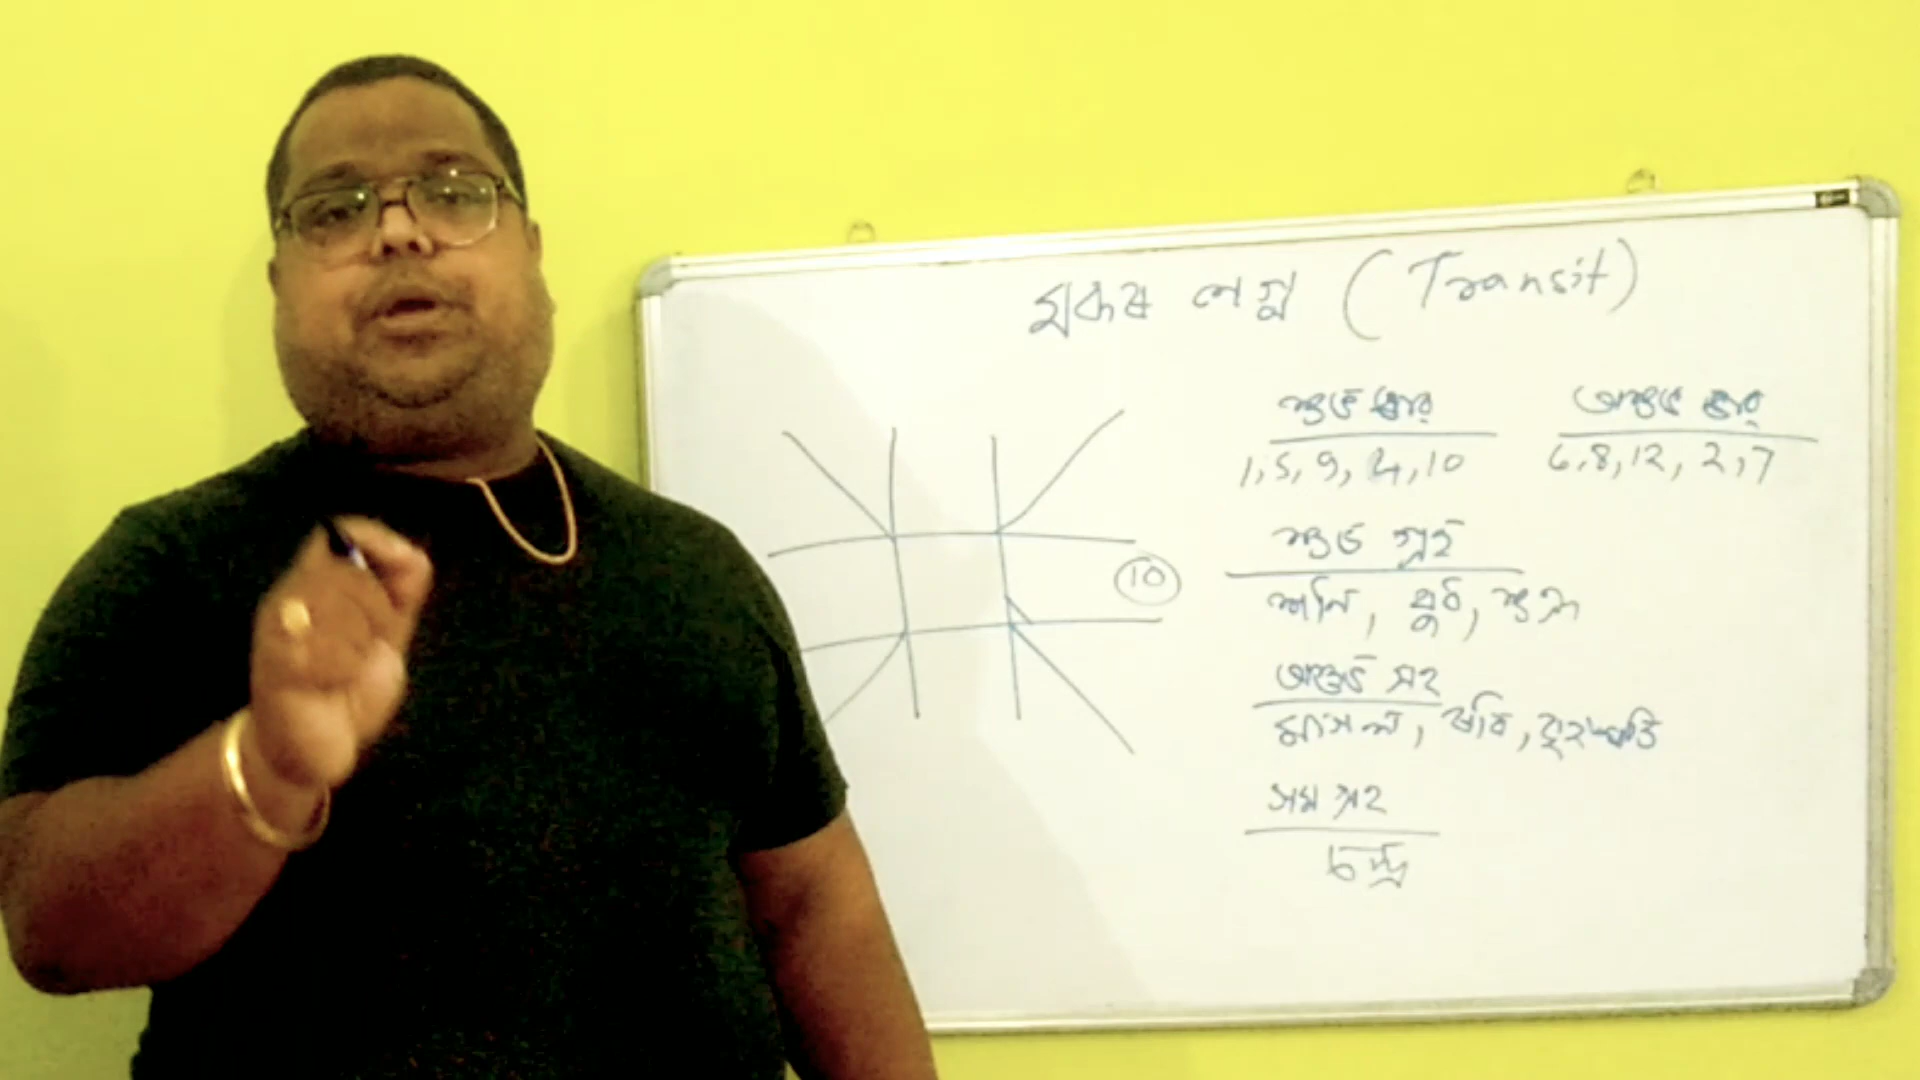 মকর লগ্ন (Transit)
শুভ ভাব
অশুভ ভাব
1, 5, 9, 4, 10
6, 8, 12, 2, 7
শুভ গ্রহ
10
শনি, বুধ, শুক্র
অশুভ গ্রহ
মঙ্গল, রবি, বৃহস্পতি
সম গ্রহ
চন্দ্র